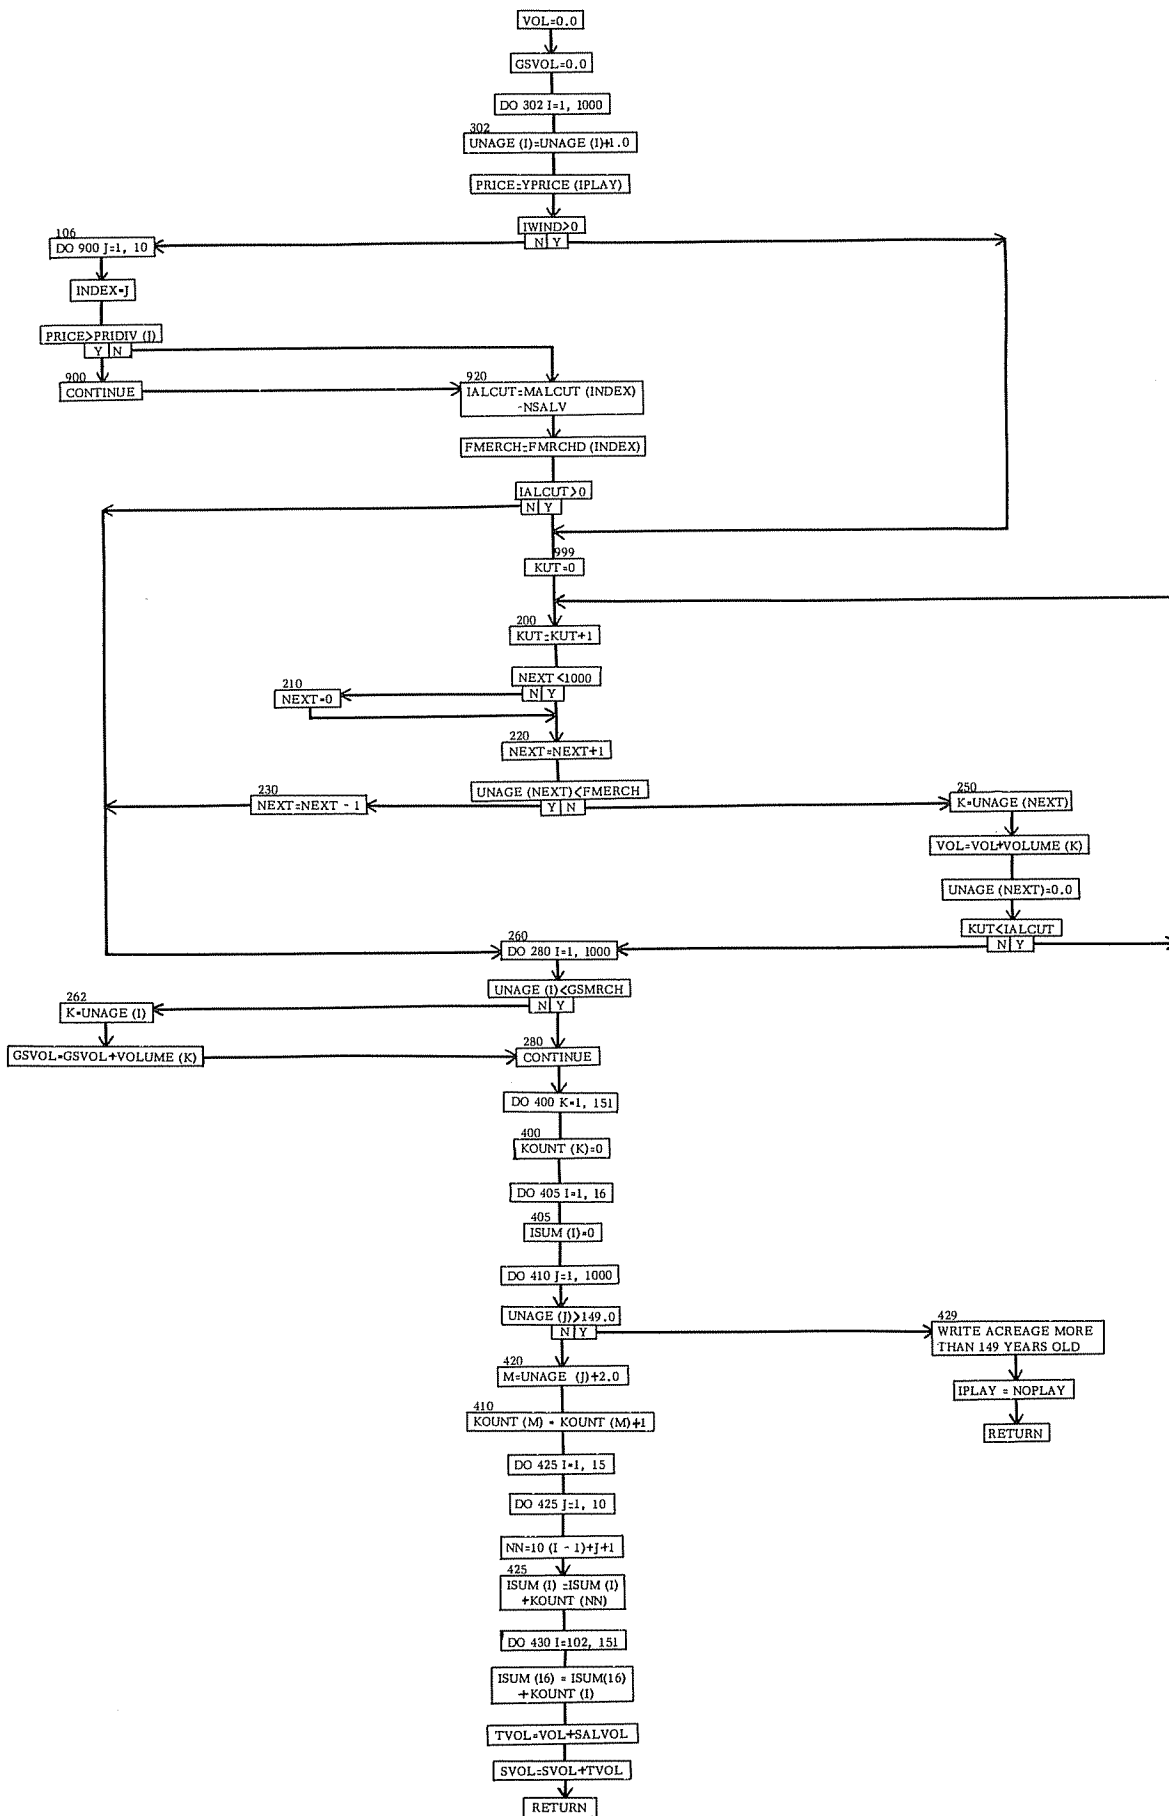 VOL=0.0
GSVOL=0.0
DO 302 I=1, 1000
302
UNAGE (I)=UNAGE (I)+1.0
PRICE=YPRICE (IPLAY)
IWIND>0
N Y
106
DO 900 J=1, 10
INDEX=J
PRICE>PRIDIV (J)
Y N
900
CONTINUE
920
IALCUT=MALCUT (INDEX)
-NSALV
FMERCH=FMRCHD (INDEX)
IALCUT>0
N Y
999
KUT=0
200
KUT=KUT+1
NEXT<1000
N Y
210
NEXT=0
220
NEXT=NEXT+1
UNAGE (NEXT)<FMERCH
Y N
230
NEXT=NEXT - 1
250
K=UNAGE (NEXT)
VOL=VOL+VOLUME (K)
UNAGE (NEXT)=0.0
KUT<IALCUT
N Y
260
DO 280 I=1, 1000
UNAGE (I)<GSMRCH
N Y
262
K=UNAGE (I)
GSVOL=GSVOL+VOLUME (K)
280
CONTINUE
DO 400 K=1, 151
400
KOUNT (K)=0
DO 405 I=1, 16
405
ISUM (I)=0
DO 410 J=1, 1000
UNAGE (J)>149.0
N Y
429
WRITE ACREAGE MORE
THAN 149 YEARS OLD
IPLAY = NOPLAY
RETURN
420
M=UNAGE (J)+2.0
410
KOUNT (M) = KOUNT (M)+1
DO 425 I=1, 15
DO 425 J=1, 10
NN=10 (I - 1)+J+1
425
ISUM (I) =ISUM (I)
+KOUNT (NN)
DO 430 I=102, 151
ISUM (16) = ISUM(16)
+KOUNT (I)
TVOL=VOL+SALVOL
SVOL=SVOL+TVOL
RETURN